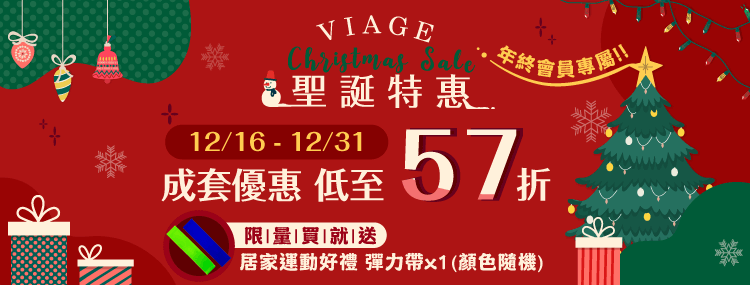 VIAGE
Christmas Sale
年終會員專屬!!
聖誕特惠
12/16 - 12/31
成套優惠 低至 57折
限量買就送
居家運動好禮 彈力帶x1(顏色隨機)